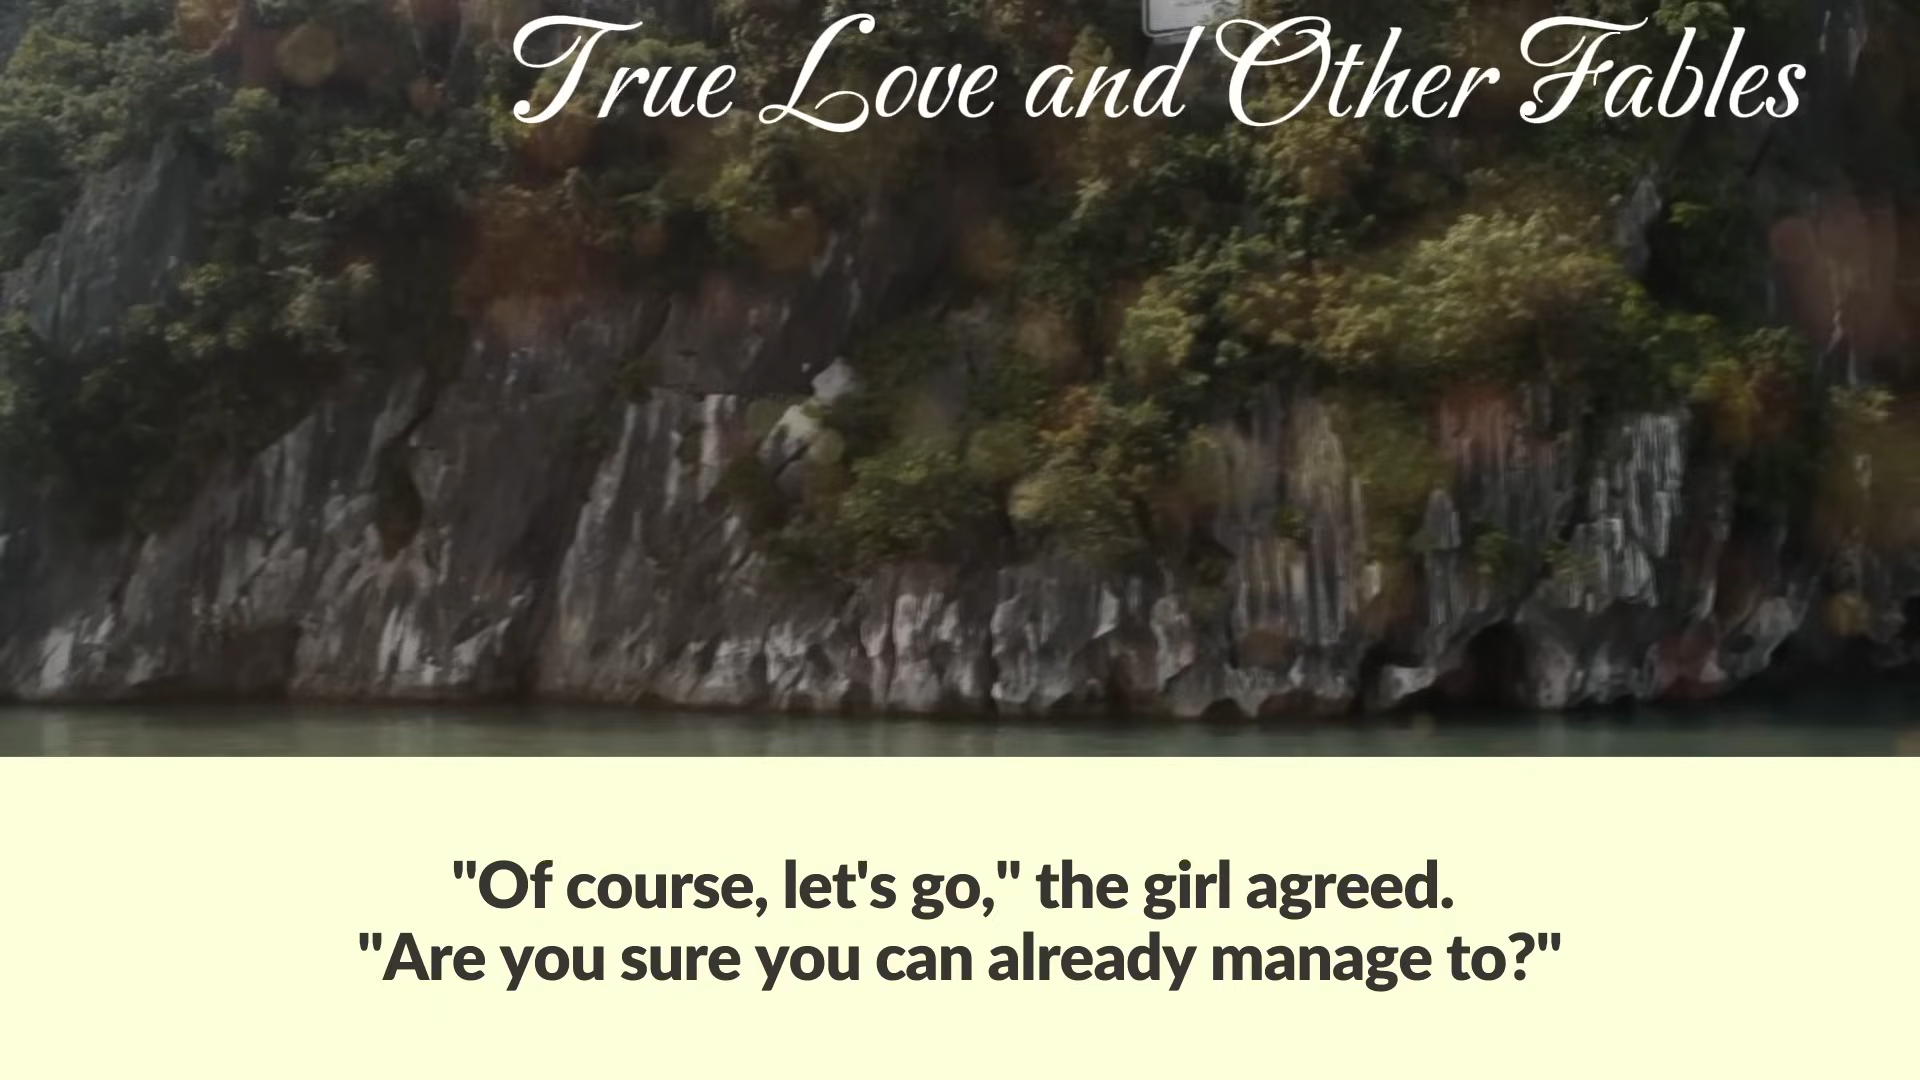 True Love and Other Fables
"Of course, let's go," the girl agreed.
"Are you sure you can already manage to?"